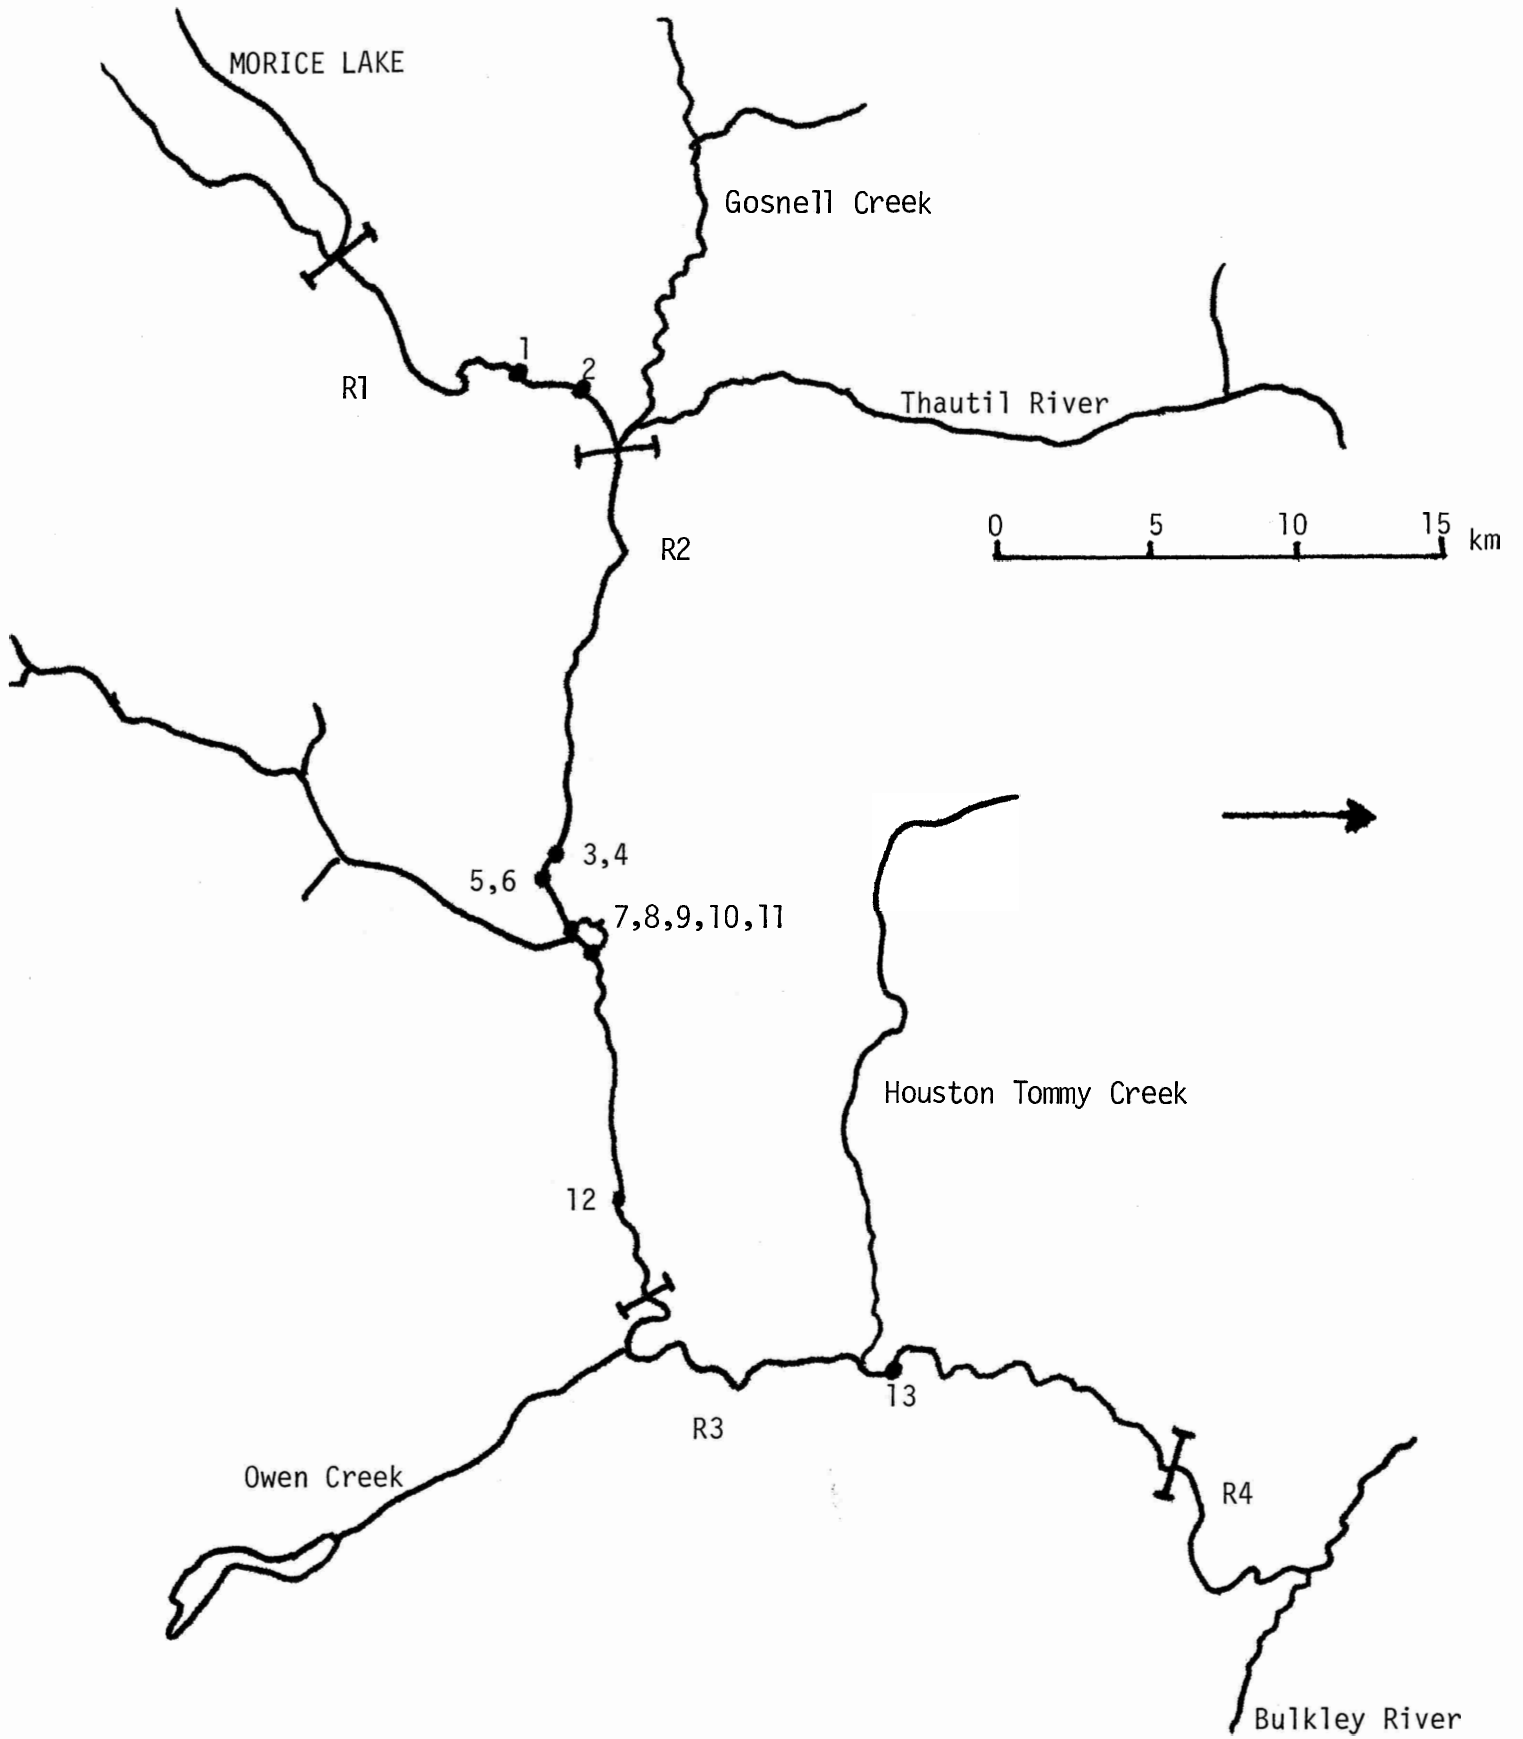 MORICE LAKE
Gosnell Creek
1
2
R1
Thautil River
0 5 10 15 km
R2
3,4
5,6
7,8,9,10,11
Houston Tommy Creek
12
13
R3
Owen Creek
R4
Bulkley River